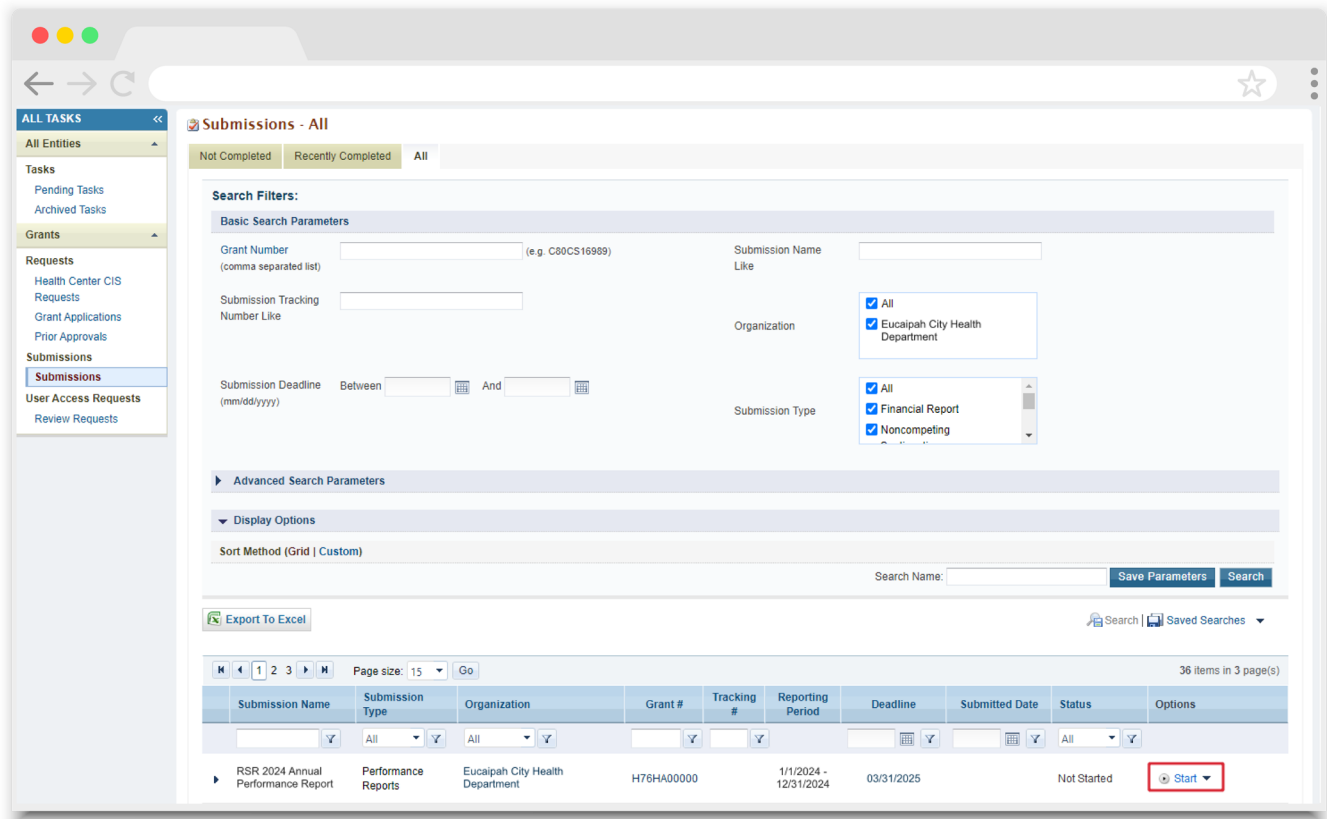 ALL TASKS
All Entities
Tasks
Pending Tasks
Archived Tasks
Grants
Requests
Health Center CIS
Requests
Grant Applications
Prior Approvals
Submissions
Submissions
User Access Requests
Review Requests
Submissions - All
Not Completed Recently Completed All
Search Filters:
Basic Search Parameters
Grant Number (e.g. C80CS16989)
(comma separated list)
Submission Name
Like
Submission Tracking
Number Like
Organization
All
Eucaipah City Health
Department
Submission Deadline Between And
(mm/dd/yyyy)
Submission Type
All
Financial Report
Noncompeting
Advanced Search Parameters
Display Options
Sort Method (Grid | Custom)
Search Name: Save Parameters Search
Export To Excel
Search | Saved Searches
1 2 3 Page size: 15 Go
36 items in 3 page(s)
Submission Name
Submission
Type
Organization
Grant #
Tracking
#
Reporting
Period
Deadline
Submitted Date
Status
Options
All All All
RSR 2024 Annual
Performance Report
Performance
Reports
Eucaipah City Health
Department
H76HA00000
1/1/2024 -
12/31/2024
03/31/2025
Not Started
Start